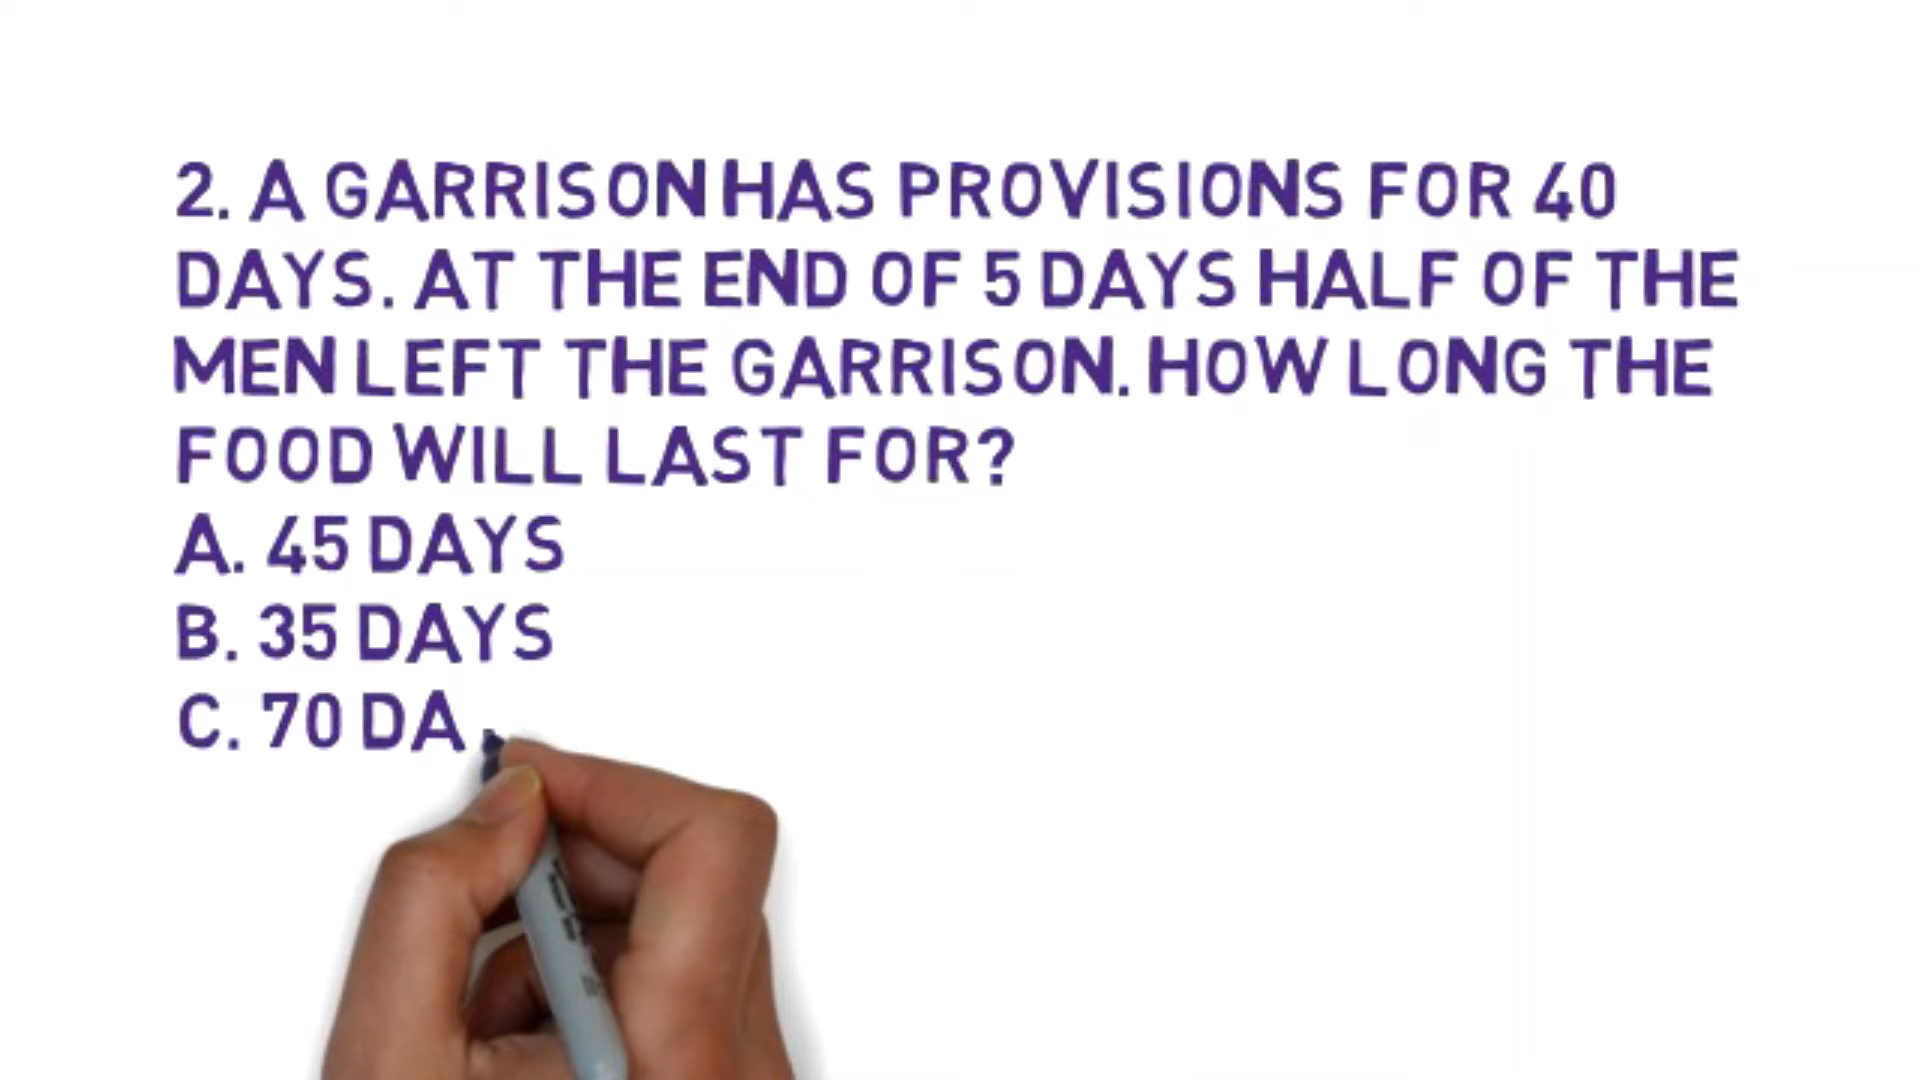 2. A GARRISON HAS PROVISIONS FOR 40
DAYS. AT THE END OF 5 DAYS HALF OF THE
MEN LEFT THE GARRISON. HOW LONG THE
FOOD WILL LAST FOR?
A. 45 DAYS
B. 35 DAYS
C. 70 DA